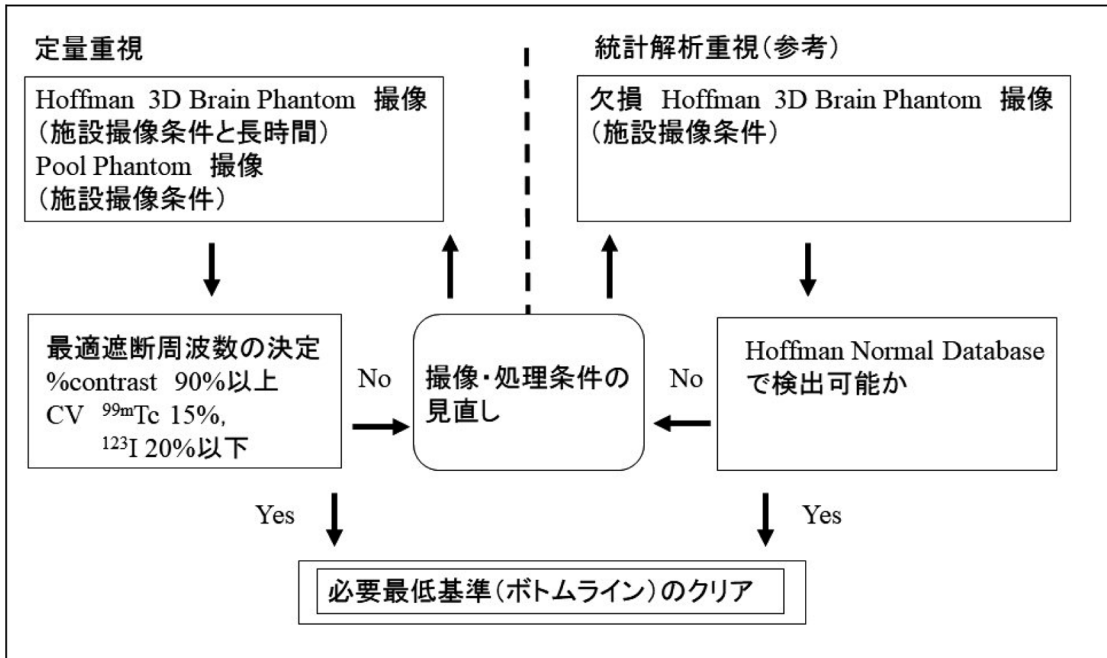 定量重視
Hoffman 3D Brain Phantom 撮像
(施設撮像条件と長時間)
Pool Phantom 撮像
(施設撮像条件)
最適遮断周波数の決定
%contrast 90%以上
CV ⁹⁹ᵐTc 15%,
¹²³I 20%以下
No
Yes
撮像・処理条件の
見直し
統計解析重視(参考)
欠損 Hoffman 3D Brain Phantom 撮像
(施設撮像条件)
No
Hoffman Normal Database
で検出可能か
Yes
必要最低基準(ボトムライン)のクリア